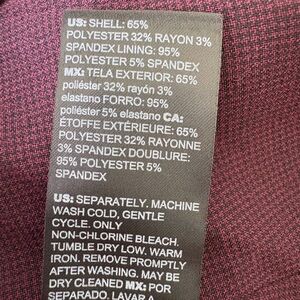 US: SHELL: 65%
POLYESTER 32% RAYON 3%
SPANDEX LINING: 95%
POLYESTER 5% SPANDEX
MX: TELA EXTERIOR: 65%
poliéster 32% rayón 3%
elastano FORRO: 95%
poliéster 5% elastano CA:
ÉTOFFE EXTÉRIEURE: 65%
POLYESTER 32% RAYONNE
3% SPANDEX DOUBLURE:
95% POLYESTER 5%
SPANDEX
US: SEPARATELY. MACHINE
WASH COLD, GENTLE
CYCLE. ONLY
NON-CHLORINE BLEACH.
TUMBLE DRY LOW. WARM
IRON. REMOVE PROMPTLY
AFTER WASHING. MAY BE
DRY CLEANED MX: POR
SEPARADO. LAVAR A